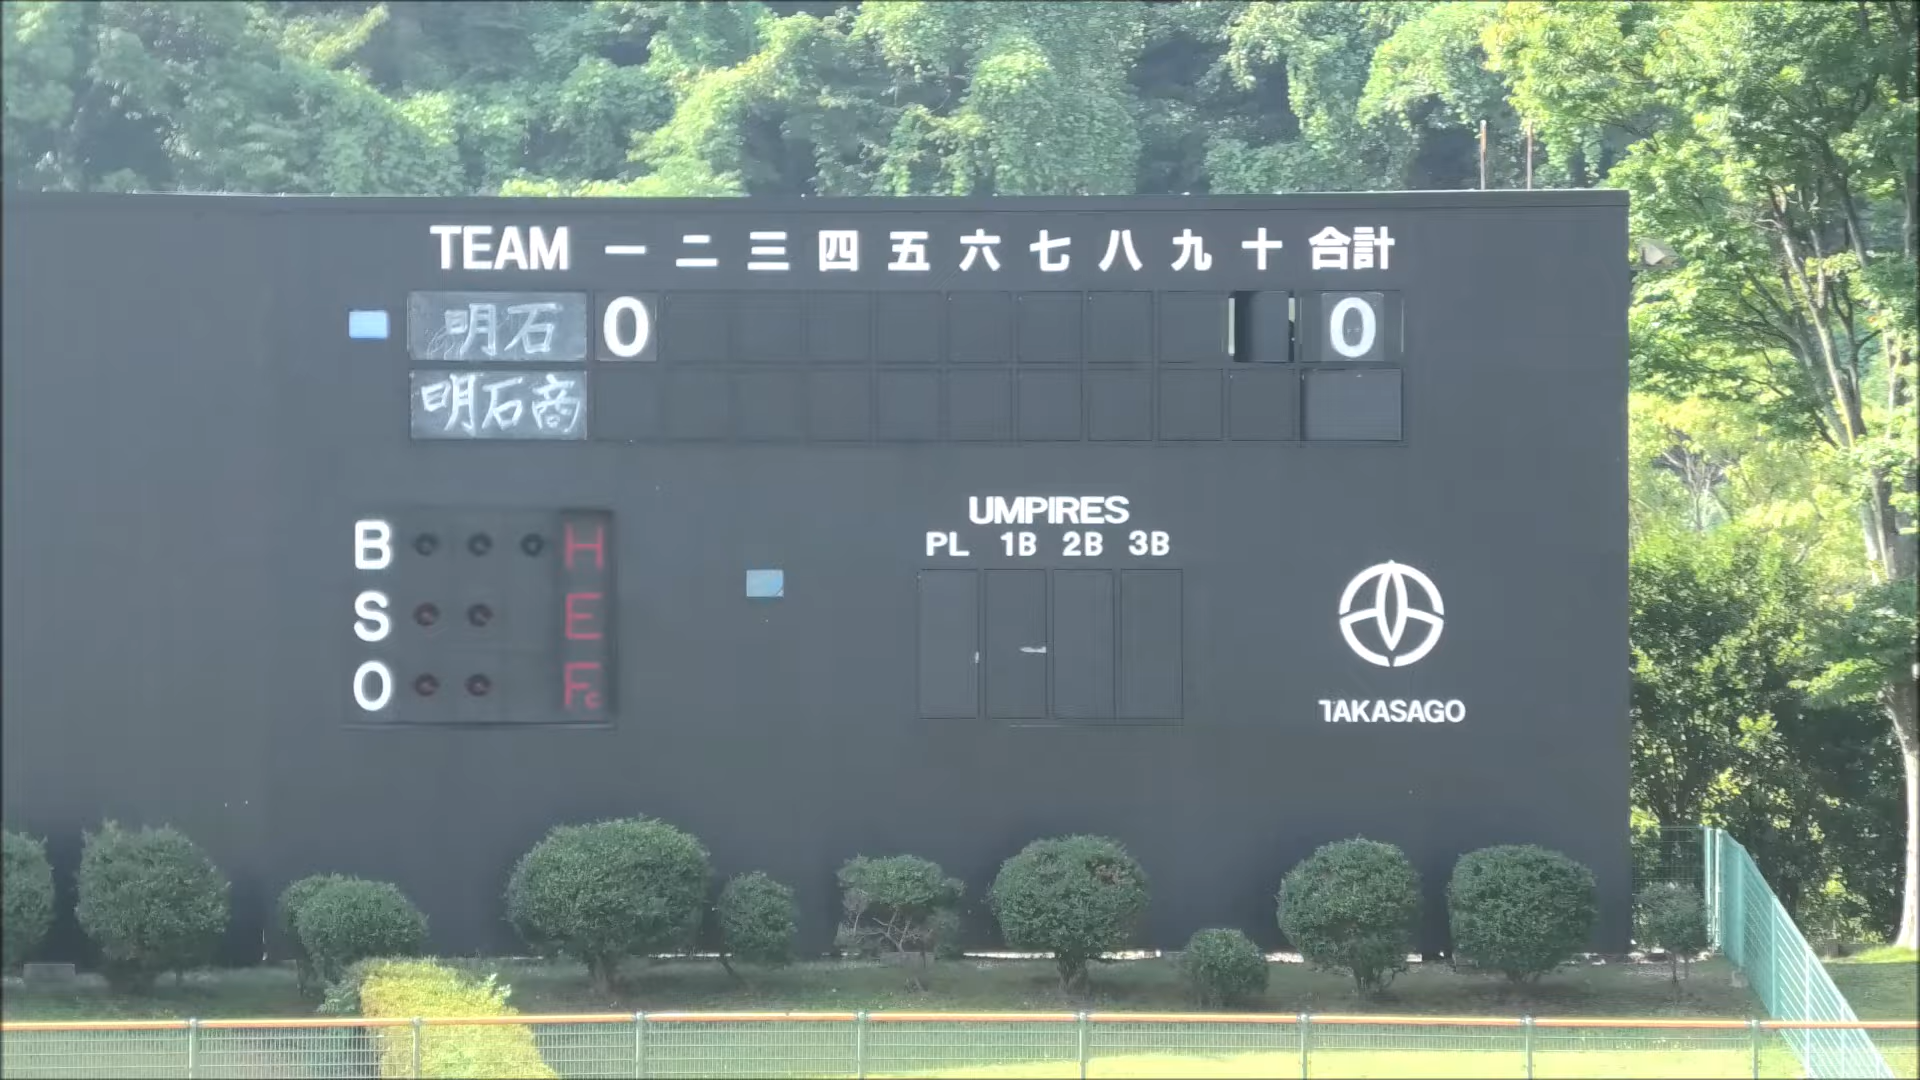 TEAM 一 二 三 四 五 六 七 八 九 十 合計
明石 0 0
明石商
UMPIRES
PL 1B 2B 3B
B H
S E
O Fc
TAKASAGO